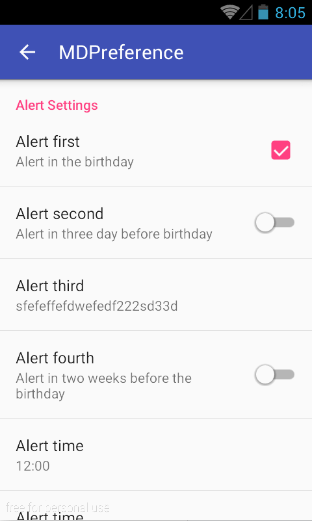 8:05
MDPreference
Alert Settings
Alert first
Alert in the birthday
Alert second
Alert in three day before birthday
Alert third
sfefeffefdwefedf222sd33d
Alert fourth
Alert in two weeks before the
birthday
Alert time
12:00
free for personal use
Alert time